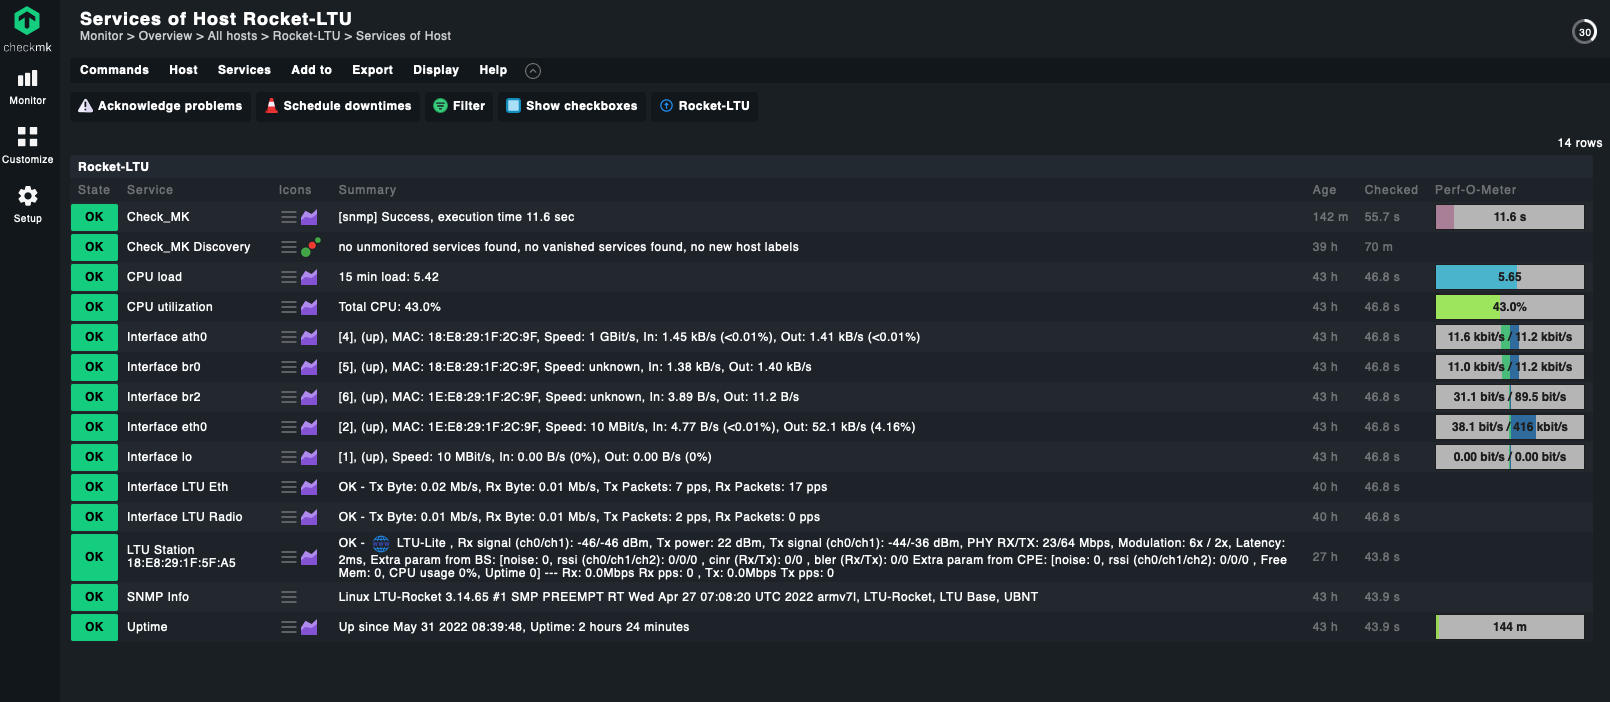 Services of Host Rocket-LTU
Monitor > Overview > All hosts > Rocket-LTU > Services of Host
30
checkmk
Monitor
Customize
Setup
Commands Host Services Add to Export Display Help
Acknowledge problems Schedule downtimes Filter Show checkboxes Rocket-LTU
14 rows
Rocket-LTU
State Service Icons Summary Age Checked Perf-O-Meter
OK Check_MK [snmp] Success, execution time 11.6 sec 142 m 55.7 s 11.6 s
OK Check_MK Discovery no unmonitored services found, no vanished services found, no new host labels 39 h 70 m
OK CPU load 15 min load: 5.42 43 h 46.8 s 5.65
OK CPU utilization Total CPU: 43.0% 43 h 46.8 s 43.0%
OK Interface ath0 [4], (up), MAC: 18:E8:29:1F:2C:9F, Speed: 1 GBit/s, In: 1.45 kB/s (<0.01%), Out: 1.41 kB/s (<0.01%) 43 h 46.8 s 11.6 kbit/s / 11.2 kbit/s
OK Interface br0 [5], (up), MAC: 18:E8:29:1F:2C:9F, Speed: unknown, In: 1.38 kB/s, Out: 1.40 kB/s 43 h 46.8 s 11.0 kbit/s / 11.2 kbit/s
OK Interface br2 [6], (up), MAC: 1E:E8:29:1F:2C:9F, Speed: unknown, In: 3.89 B/s, Out: 11.2 B/s 43 h 46.8 s 31.1 bit/s / 89.5 bit/s
OK Interface eth0 [2], (up), MAC: 1E:E8:29:1F:2C:9F, Speed: 10 MBit/s, In: 4.77 B/s (<0.01%), Out: 52.1 kB/s (4.16%) 43 h 46.8 s 38.1 bit/s / 416 kbit/s
OK Interface lo [1], (up), Speed: 10 MBit/s, In: 0.00 B/s (0%), Out: 0.00 B/s (0%) 43 h 46.8 s 0.00 bit/s / 0.00 bit/s
OK Interface LTU Eth OK - Tx Byte: 0.02 Mb/s, Rx Byte: 0.01 Mb/s, Tx Packets: 7 pps, Rx Packets: 17 pps 40 h 46.8 s
OK Interface LTU Radio OK - Tx Byte: 0.01 Mb/s, Rx Byte: 0.01 Mb/s, Tx Packets: 2 pps, Rx Packets: 0 pps 40 h 46.8 s
OK LTU Station
18:E8:29:1F:5F:A5
OK - LTU-Lite , Rx signal (ch0/ch1): -46/-46 dBm, Tx power: 22 dBm, Tx signal (ch0/ch1): -44/-36 dBm, PHY RX/TX: 23/64 Mbps, Modulation: 6x / 2x, Latency:
2ms, Extra param from BS: [noise: 0, rssi (ch0/ch1/ch2): 0/0/0 , cinr (Rx/Tx): 0/0 , bler (Rx/Tx): 0/0 Extra param from CPE: [noise: 0, rssi (ch0/ch1/ch2): 0/0/0 , Free
Mem: 0, CPU usage 0%, Uptime 0] --- Rx: 0.0Mbps Rx pps: 0 , Tx: 0.0Mbps Tx pps: 0
27 h 43.8 s
OK SNMP Info Linux LTU-Rocket 3.14.65 #1 SMP PREEMPT RT Wed Apr 27 07:08:20 UTC 2022 armv7l, LTU-Rocket, LTU Base, UBNT 43 h 43.9 s
OK Uptime Up since May 31 2022 08:39:48, Uptime: 2 hours 24 minutes 43 h 43.9 s 144 m